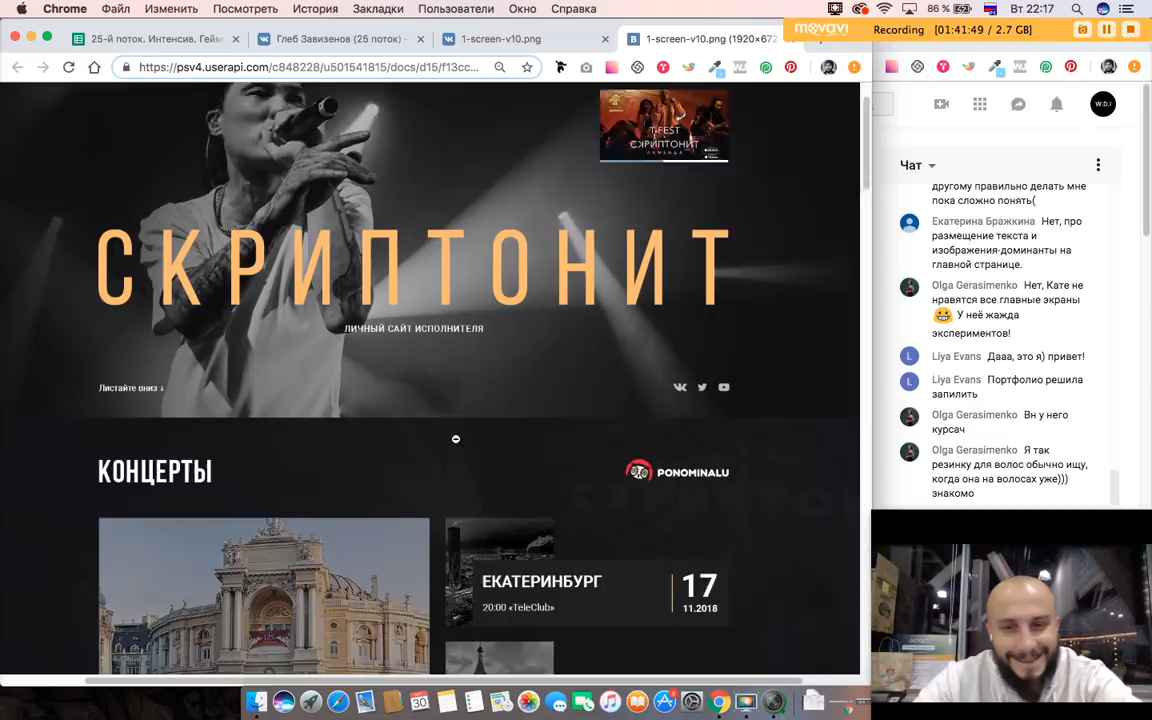 Chrome Файл Изменить Посмотреть История Закладки People Окно Справка
86 % Вт 22:17
movavi Recording [01:41:49 / 2.7 GB]
25-й поток. Интенсив. Гейм
Глеб Завизенов (25 поток) –
1-screen-v10.png
1-screen-v10.png (1920×672
https://psv4.userapi.com/c848228/u501541815/docs/d15/f13cc...
T-FEST
СКРИПТОНИТ
ЛАМБАДА
СКРИПТОНИТ
ЛИЧНЫЙ САЙТ ИСПОЛНИТЕЛЯ
Листайте вниз ↓
КОНЦЕРТЫ
PONOMINALU
ЕКАТЕРИНБУРГ
20:00 «TeleClub»
17
11.2018
W.D.I
Чат
другому правильно делать мне
пока сложно понять(
Екатерина Бражкина Нет, про
размещение текста и
изображения-доминанты на
главной странице.
Olga Gerasimenko Нет, Кате не
нравятся все главные экраны
😁 У неё жажда
экспериментов!
L Liya Evans Дааа, это я) привет!
L Liya Evans Портфолио решила
запилить
Olga Gerasimenko Вн у него
курсач
Olga Gerasimenko Я так
резинку для волос обычно ищу,
когда она на волосах уже)))
знакомо
30